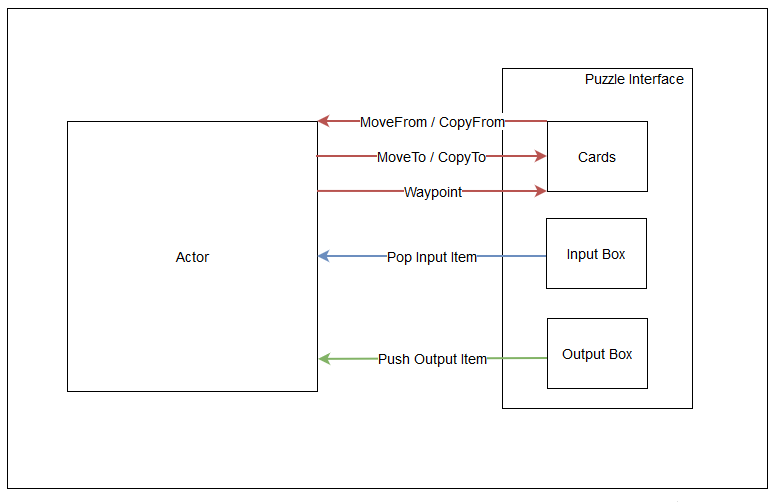 Puzzle Interface
MoveFrom / CopyFrom
MoveTo / CopyTo
Cards
Waypoint
Actor
Pop Input Item
Input Box
Push Output Item
Output Box